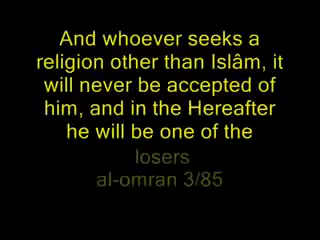 And whoever seeks a
religion other than Islâm, it
will never be accepted of
him, and in the Hereafter
he will be one of the
losers
al-omran 3/85